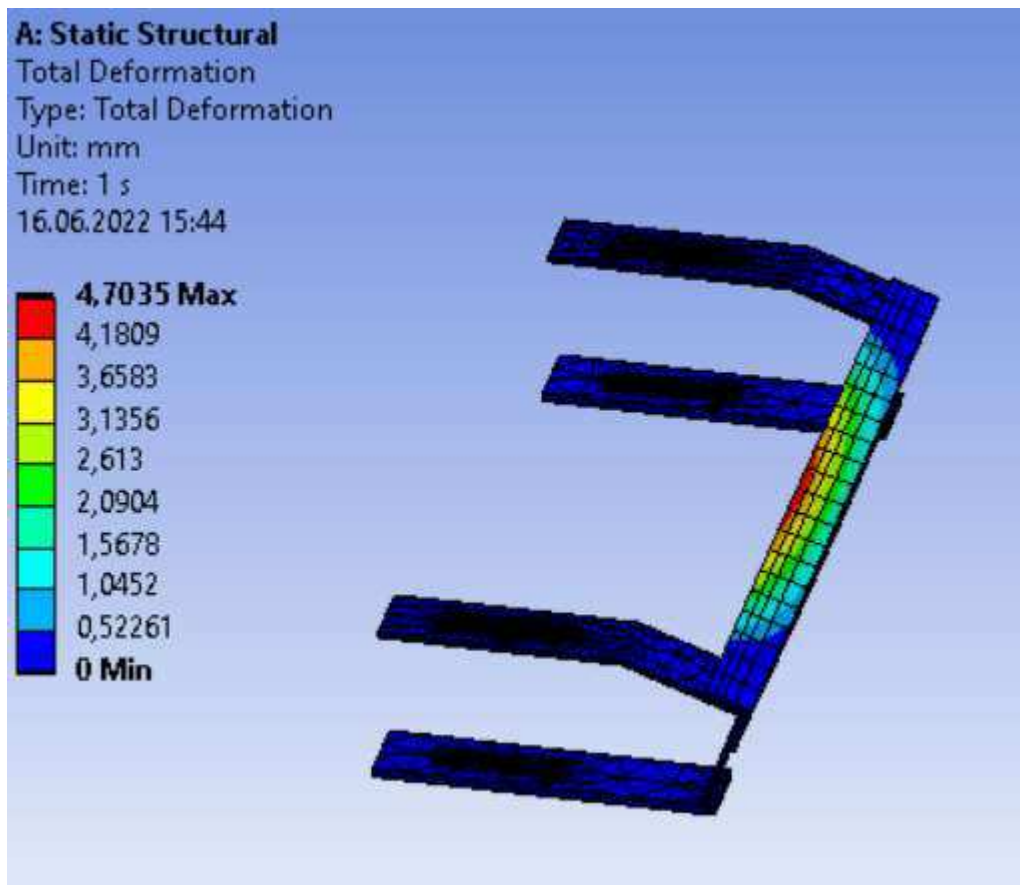 A: Static Structural
Total Deformation
Type: Total Deformation
Unit: mm
Time: 1 s
16.06.2022 15:44
4,7035 Max
4,1809
3,6583
3,1356
2,613
2,0904
1,5678
1,0452
0,52261
0 Min